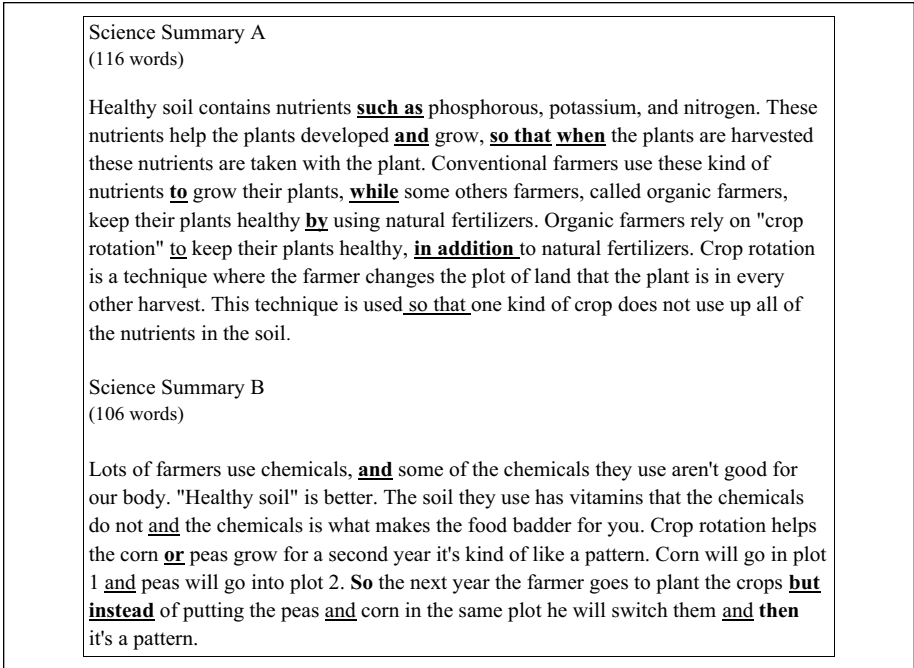 Science Summary A
(116 words)
Healthy soil contains nutrients such as phosphorous, potassium, and nitrogen. These
nutrients help the plants developed and grow, so that when the plants are harvested
these nutrients are taken with the plant. Conventional farmers use these kind of
nutrients to grow their plants, while some others farmers, called organic farmers,
keep their plants healthy by using natural fertilizers. Organic farmers rely on "crop
rotation" to keep their plants healthy, in addition to natural fertilizers. Crop rotation
is a technique where the farmer changes the plot of land that the plant is in every
other harvest. This technique is used so that one kind of crop does not use up all of
the nutrients in the soil.
Science Summary B
(106 words)
Lots of farmers use chemicals, and some of the chemicals they use aren't good for
our body. "Healthy soil" is better. The soil they use has vitamins that the chemicals
do not and the chemicals is what makes the food badder for you. Crop rotation helps
the corn or peas grow for a second year it's kind of like a pattern. Corn will go in plot
1 and peas will go into plot 2. So the next year the farmer goes to plant the crops but
instead of putting the peas and corn in the same plot he will switch them and then
it's a pattern.